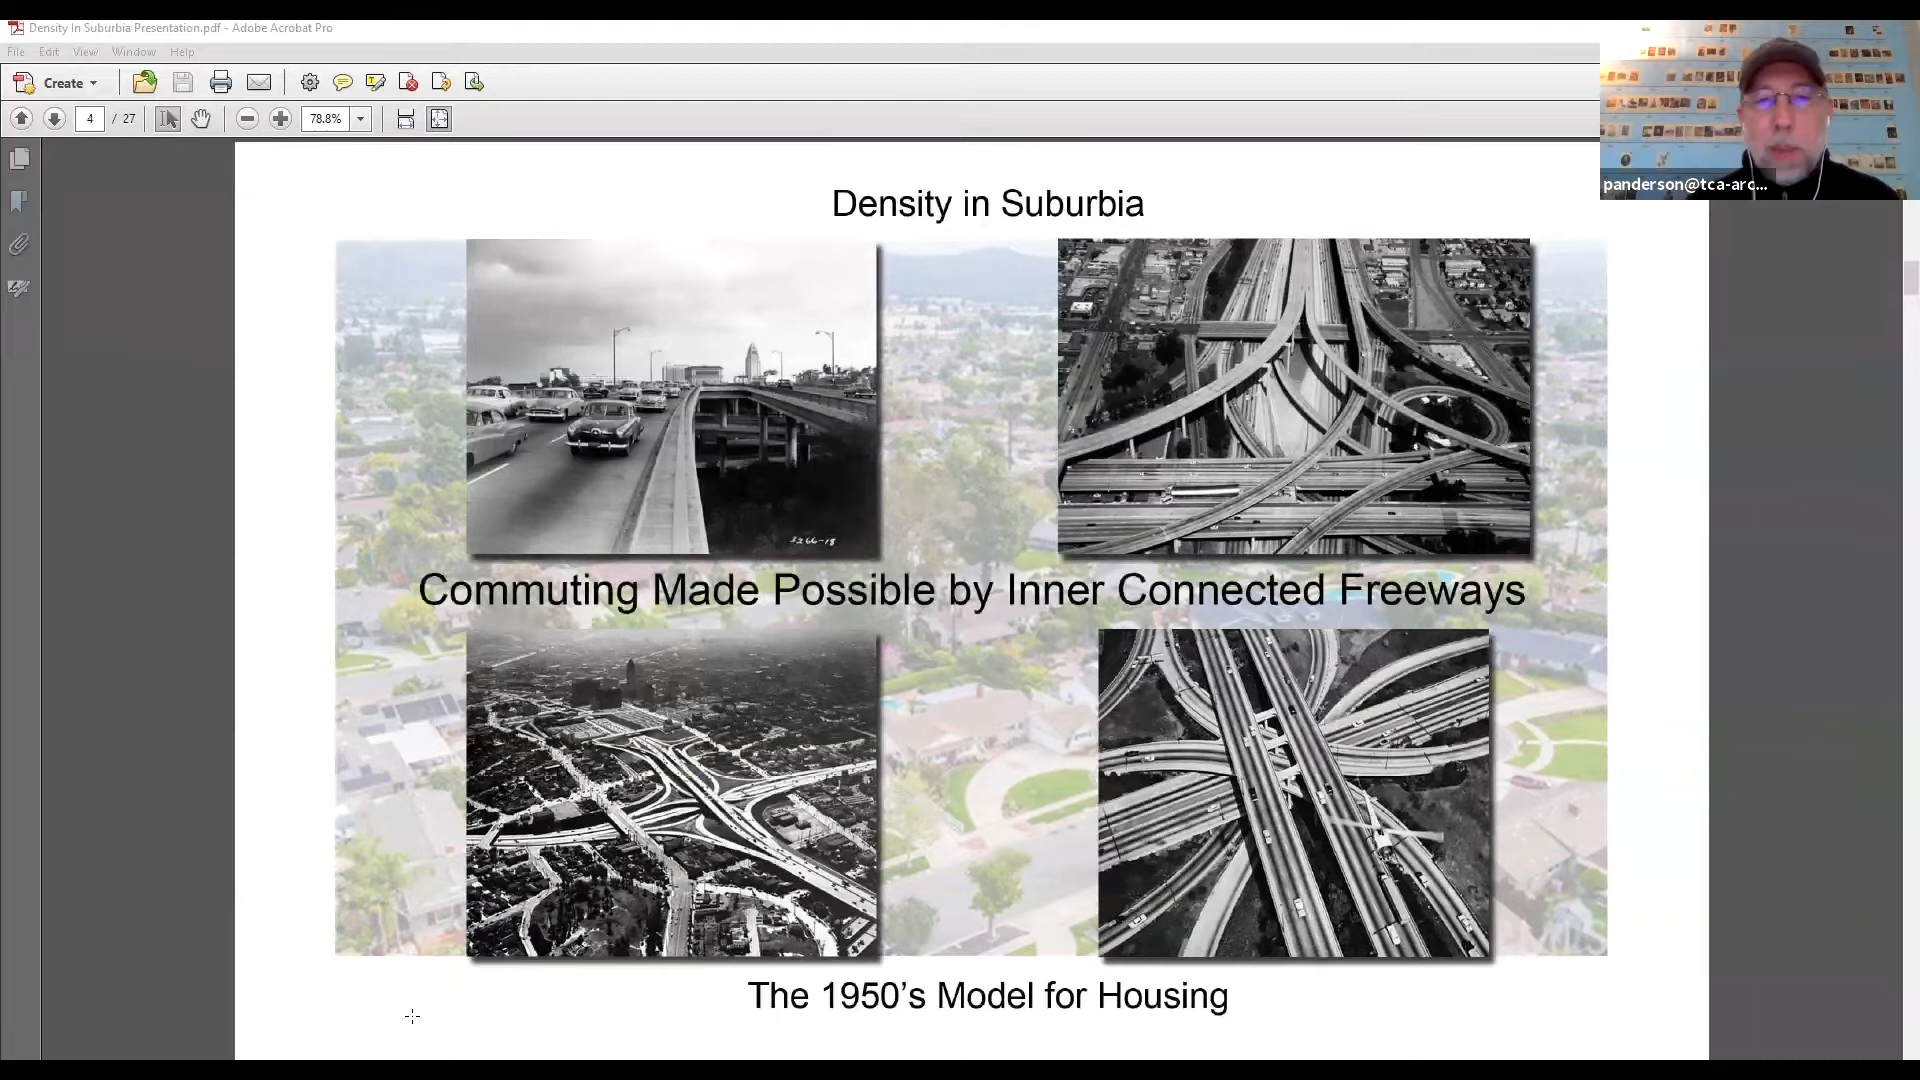 Density In Suburbia Presentation.pdf - Adobe Acrobat Pro
File Edit View Window Help
Create
4 / 27 78.8%
panderson@tca-arc...
Density in Suburbia
5266-18
Commuting Made Possible by Inner Connected Freeways
The 1950's Model for Housing